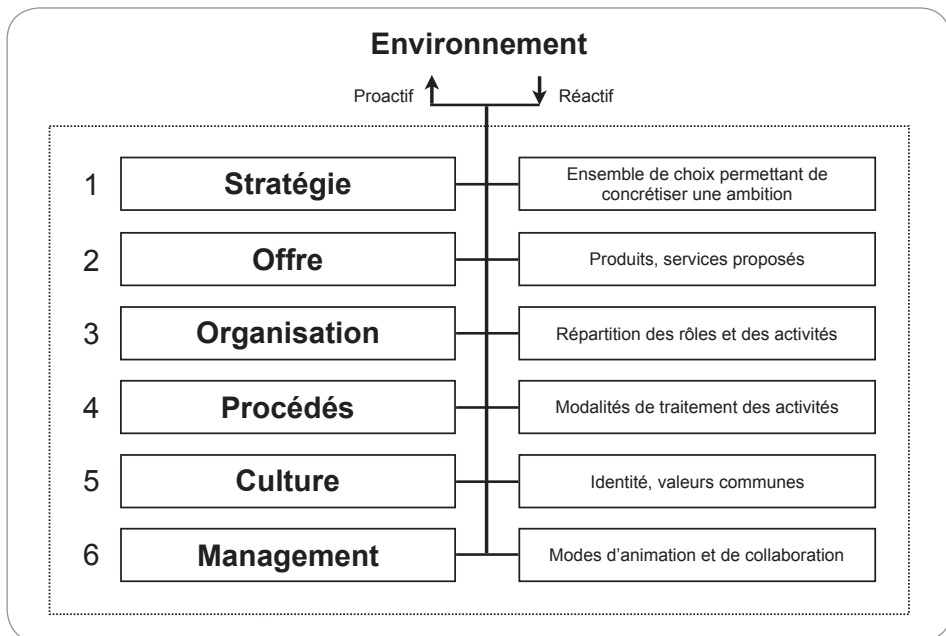 Environnement
Proactif
Réactif
1
Stratégie
Ensemble de choix permettant de
concrétiser une ambition
2
Offre
Produits, services proposés
3
Organisation
Répartition des rôles et des activités
4
Procédés
Modalités de traitement des activités
5
Culture
Identité, valeurs communes
6
Management
Modes d’animation et de collaboration